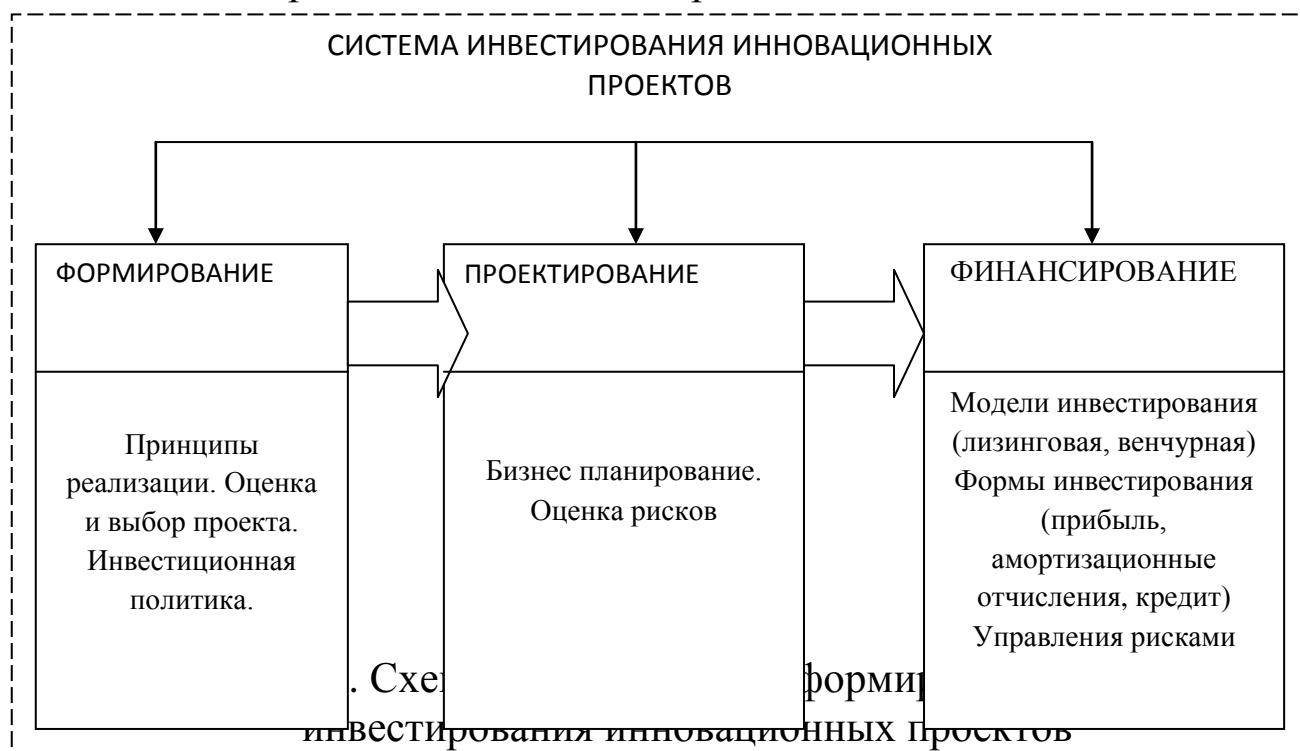 СИСТЕМА ИНВЕСТИРОВАНИЯ ИННОВАЦИОННЫХ
ПРОЕКТОВ
ФОРМИРОВАНИЕ
Принципы
реализации. Оценка
и выбор проекта.
Инвестиционная
политика.
ПРОЕКТИРОВАНИЕ
Бизнес планирование.
Оценка рисков
ФИНАНСИРОВАНИЕ
Модели инвестирования
(лизинговая, венчурная)
Формы инвестирования
(прибыль,
амортизационные
отчисления, кредит)
Управления рисками
инвестирования инновационных проектов